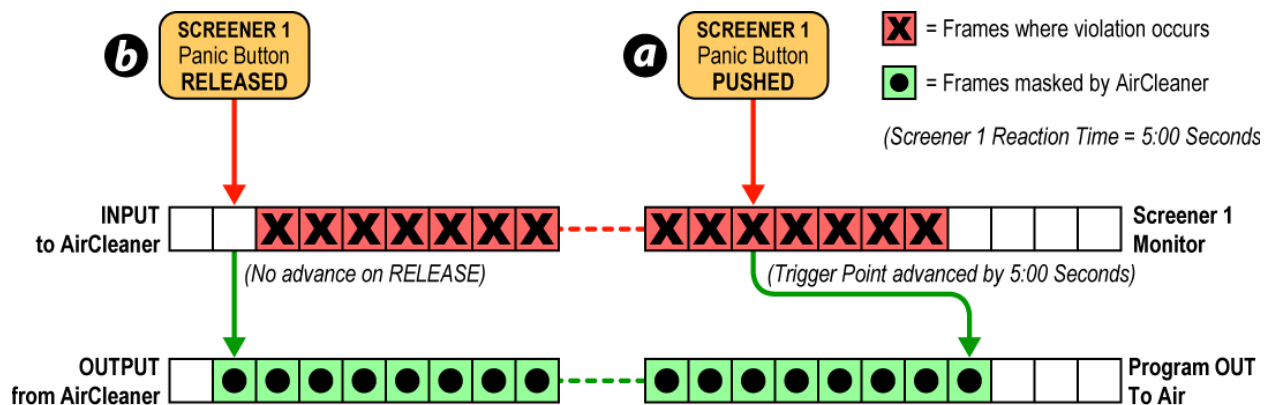 b
SCREENER 1
Panic Button
RELEASED
a
SCREENER 1
Panic Button
PUSHED
X = Frames where violation occurs
= Frames masked by AirCleaner
(Screener 1 Reaction Time = 5:00 Seconds
INPUT
to AirCleaner
X X X X X X X
X X X X X X X
Screener 1
Monitor
(No advance on RELEASE)
(Trigger Point advanced by 5:00 Seconds)
OUTPUT
from AirCleaner
Program OUT
To Air